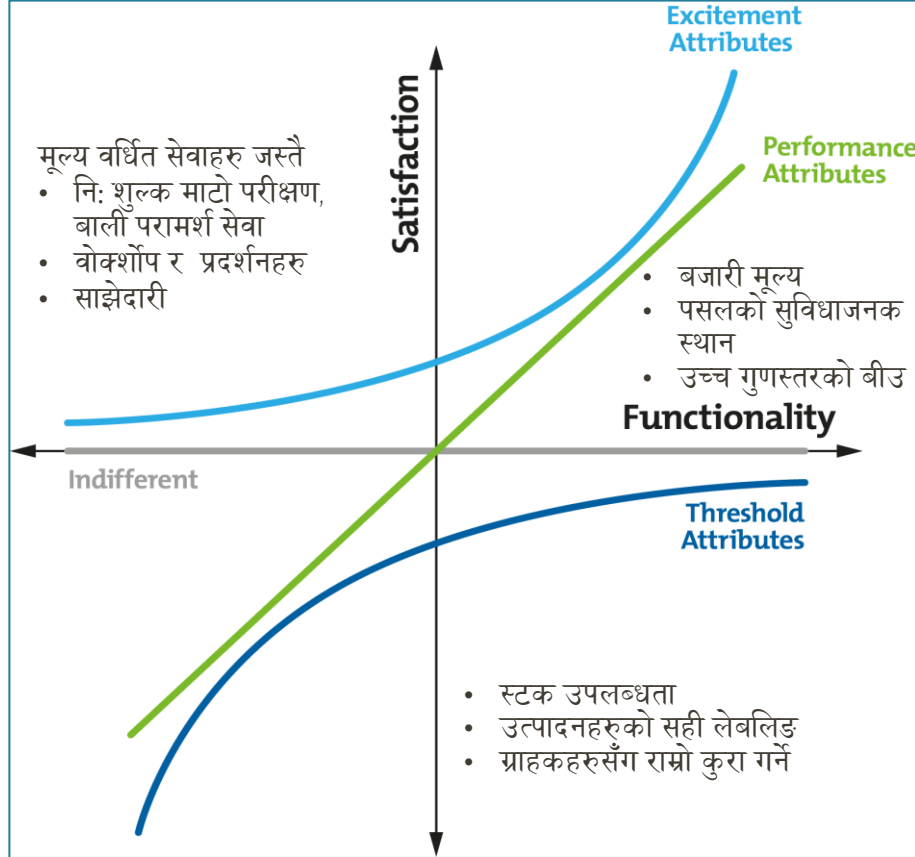 Excitement
Attributes
Satisfaction
Performance
Attributes
मूल्य वर्धित सेवाहरु जस्तै
• नि: शुल्क माटो परीक्षण,
बाली परामर्श सेवा
• वोर्क्शोप र प्रदर्शनहरु
• साझेदारी
• बजारी मूल्य
• पसलको सुविधाजनक
स्थान
• उच्च गुणस्तरको बीउ
Functionality
Indifferent
Threshold
Attributes
• स्टक उपलब्धता
• उत्पादनहरुको सही लेबलिङ
• ग्राहकहरुसँग राम्रो कुरा गर्ने